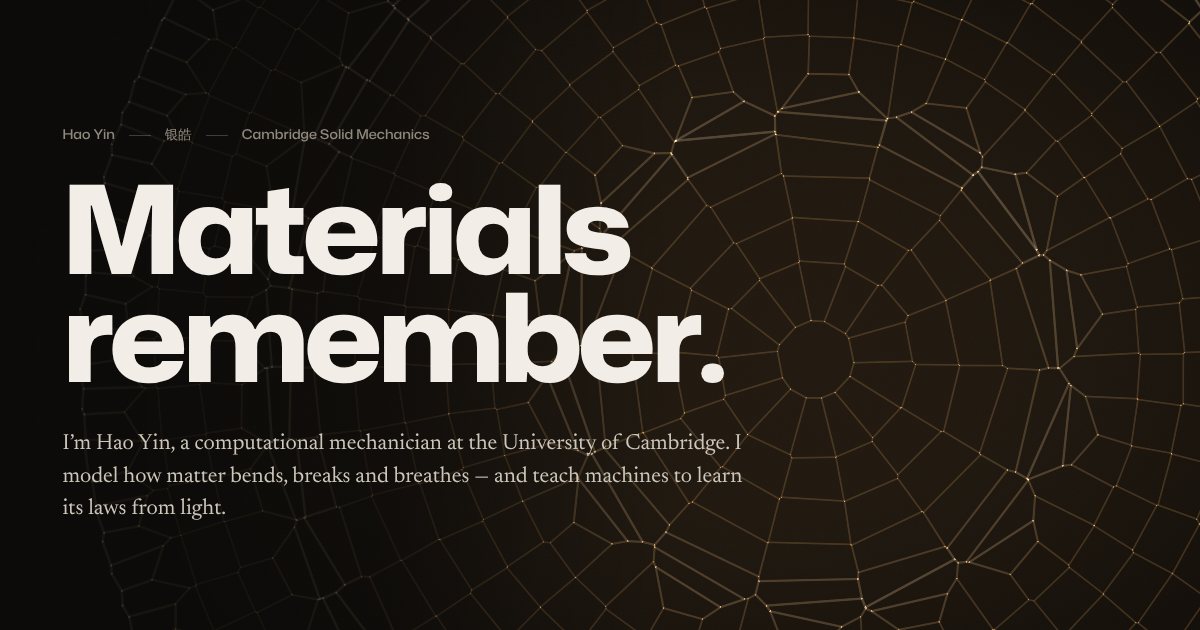 Hao Yin — 银皓 — Cambridge Solid Mechanics
Materials
remember.
I’m Hao Yin, a computational mechanician at the University of Cambridge. I
model how matter bends, breaks and breathes — and teach machines to learn
its laws from light.